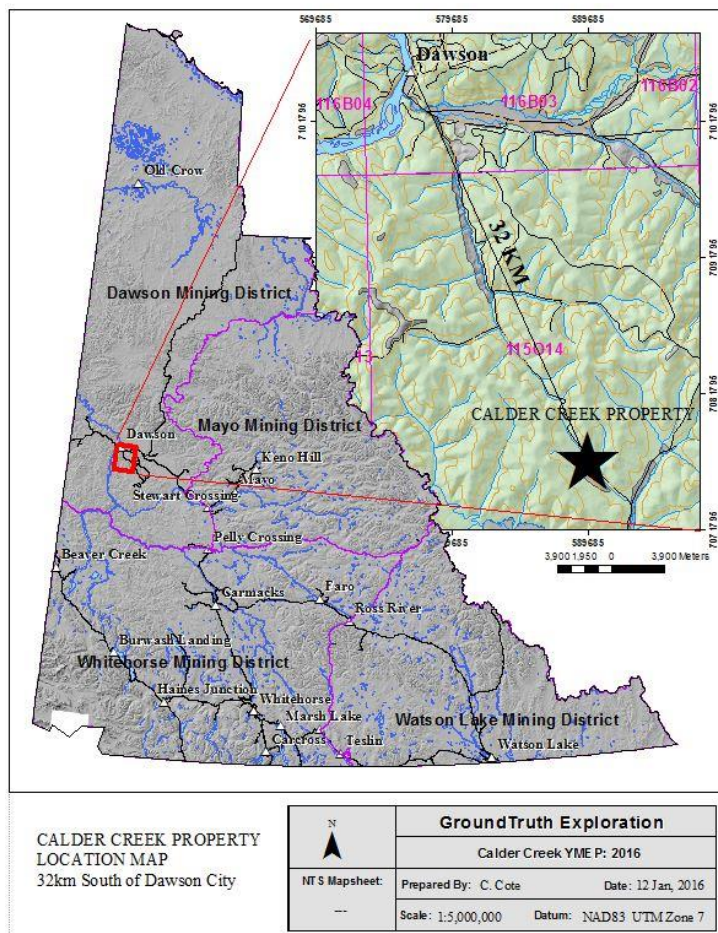 569685
579685
589685
Dawson
116B04
116B03
116B02
7101796
Old Crow
32 KM
7091796
Dawson Mining District
13
115O14
7081796
CALDER CREEK PROPERTY
Mayo Mining District
Dawson
Keno Hill
Mayo
Stewart Crossing
7071796
Pelly Crossing
589685
Beaver Creek
3,900 1,950 0 3,900 Meters
Faro
Carmacks
Ross River
Burwash Landing
Whitehorse Mining District
Haines Junction
Whitehorse
Marsh Lake
Watson Lake Mining District
Carcross
Teslin
Watson Lake
CALDER CREEK PROPERTY
LOCATION MAP
32km South of Dawson City
N
NTS Mapsheet:
---
GroundTruth Exploration
Calder Creek YMEP: 2016
Prepared By: C. Cote Date: 12 Jan, 2016
Scale: 1:5,000,000 Datum: NAD83 UTM Zone 7